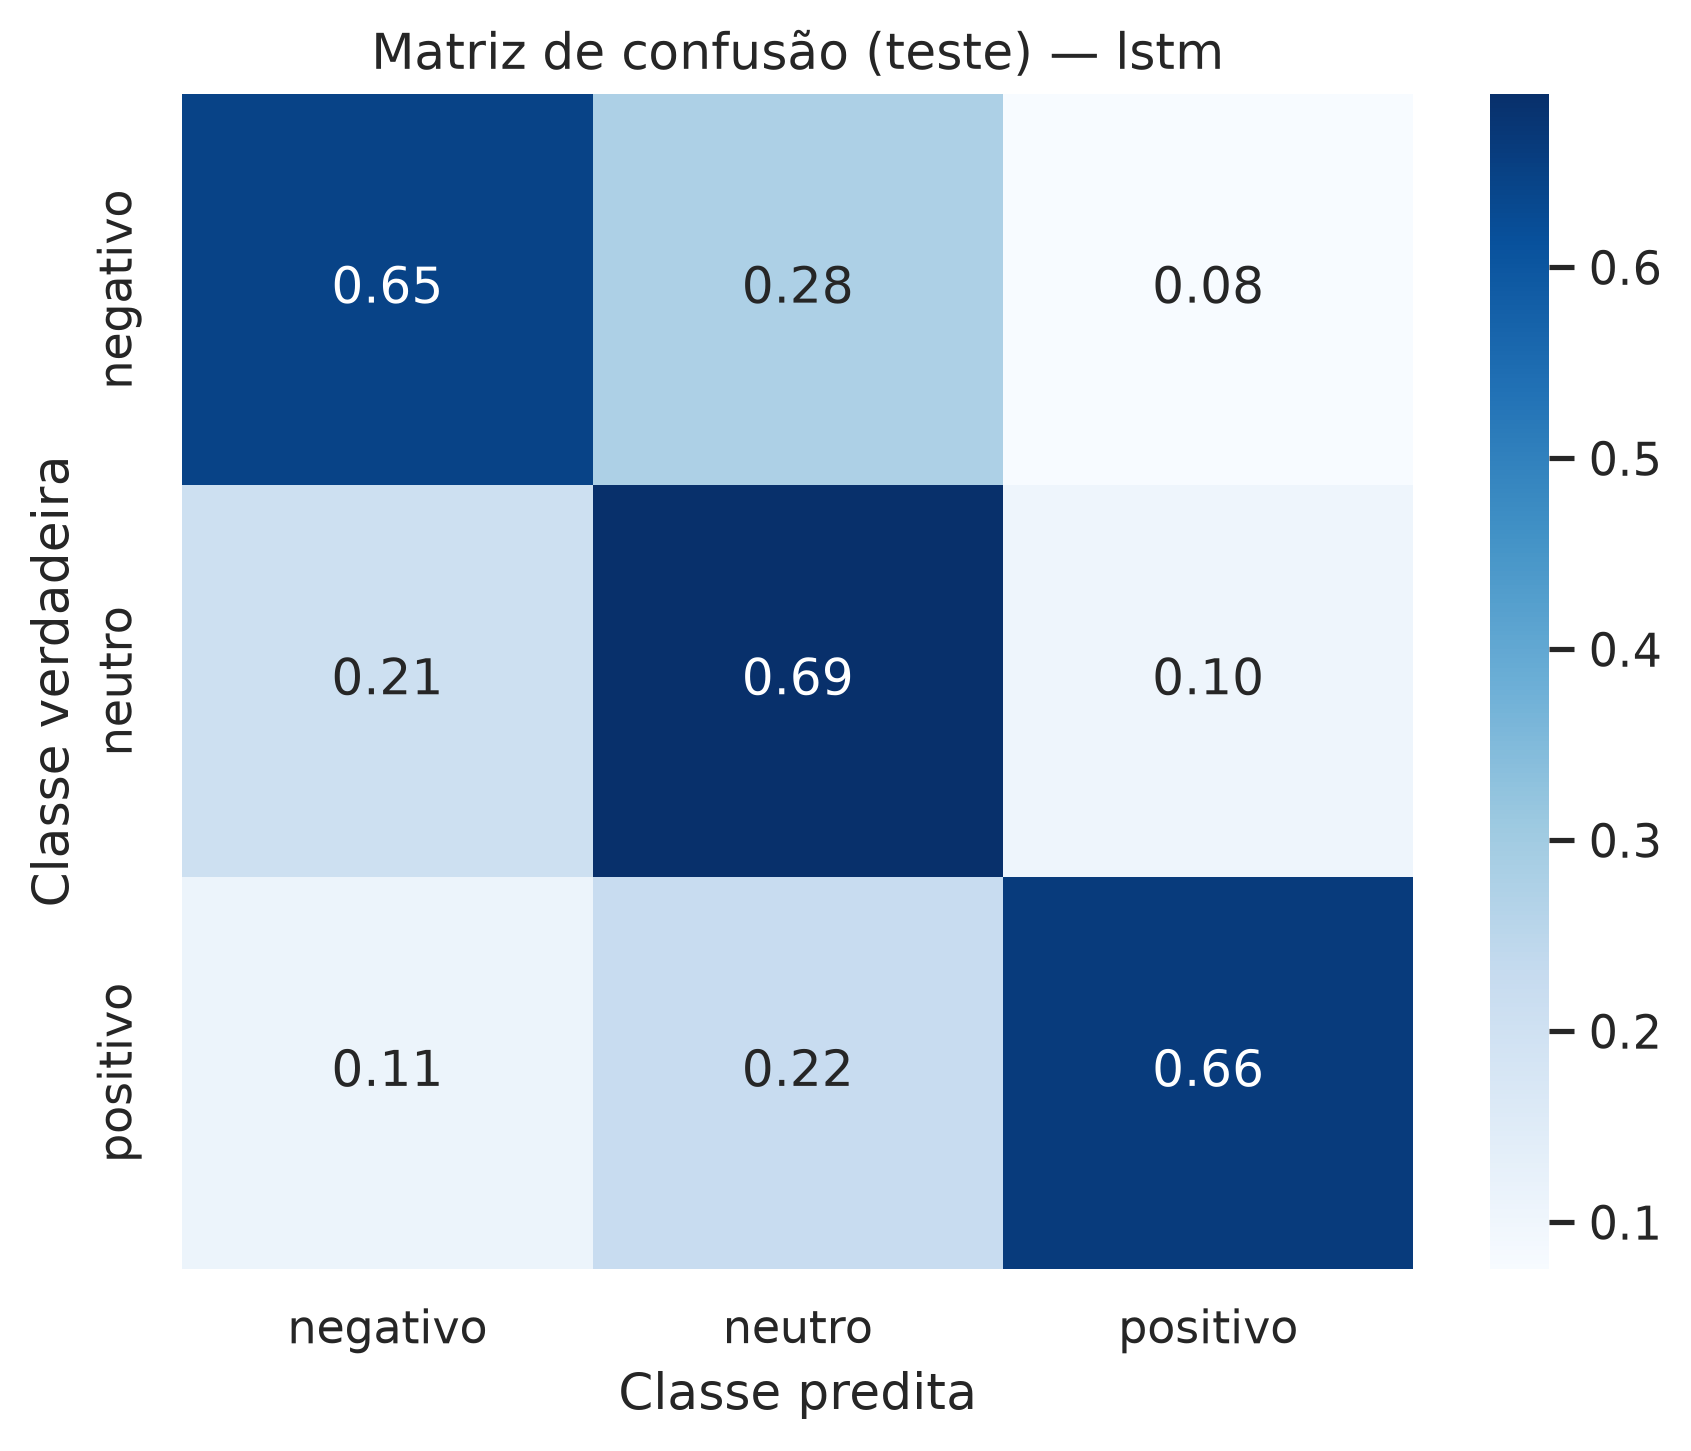 Matriz de confusão (teste) — lstm
Classe verdadeira
negativo
0.65 0.28 0.08
neutro
0.21 0.69 0.10
positivo
0.11 0.22 0.66
negativo neutro positivo
Classe predita
0.6
0.5
0.4
0.3
0.2
0.1